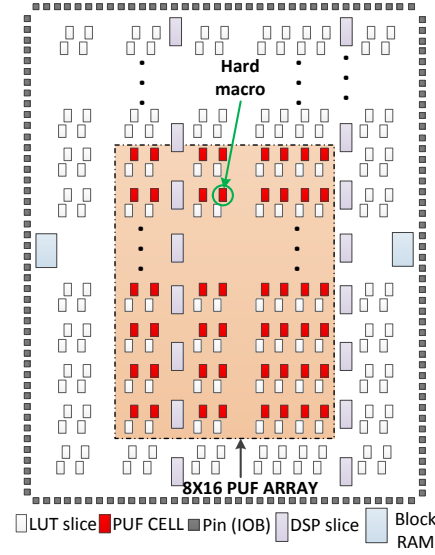 Hard
macro
8X16 PUF ARRAY
LUT slice
PUF CELL
Pin (IOB)
DSP slice
Block
RAM